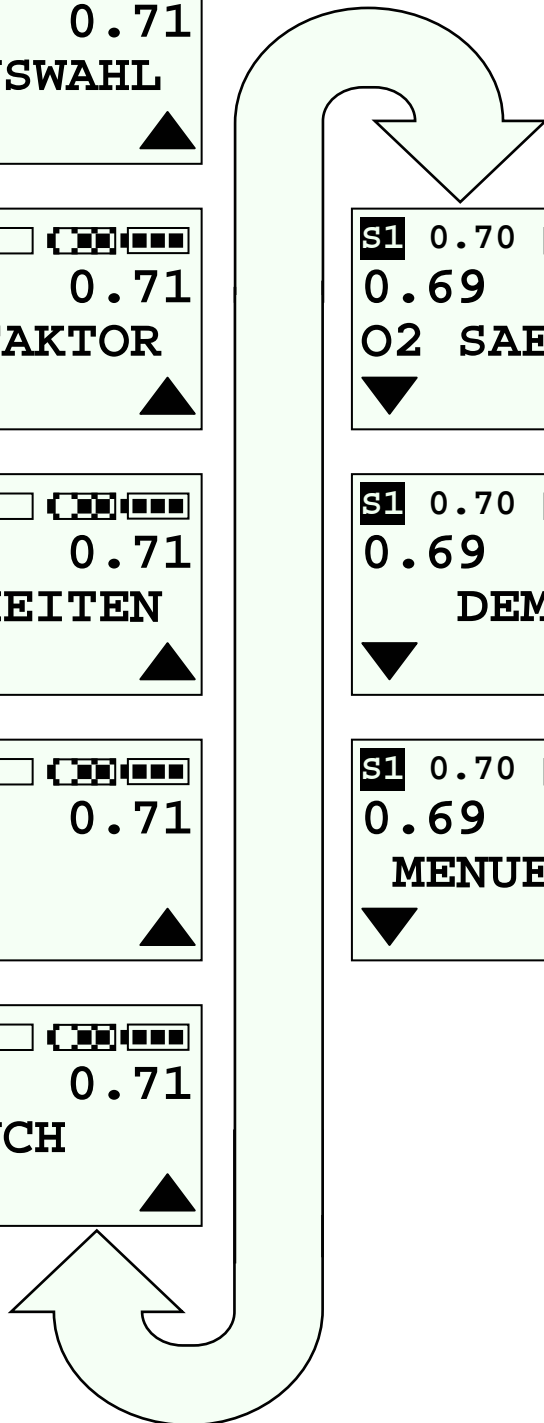 0.71
SWAHL
0.71
AKTOR
0.71
EITEN
0.71
0.71
CH
S1 0.70
0.69
O2 SAE
S1 0.70
0.69
DEM
S1 0.70
0.69
MENUE